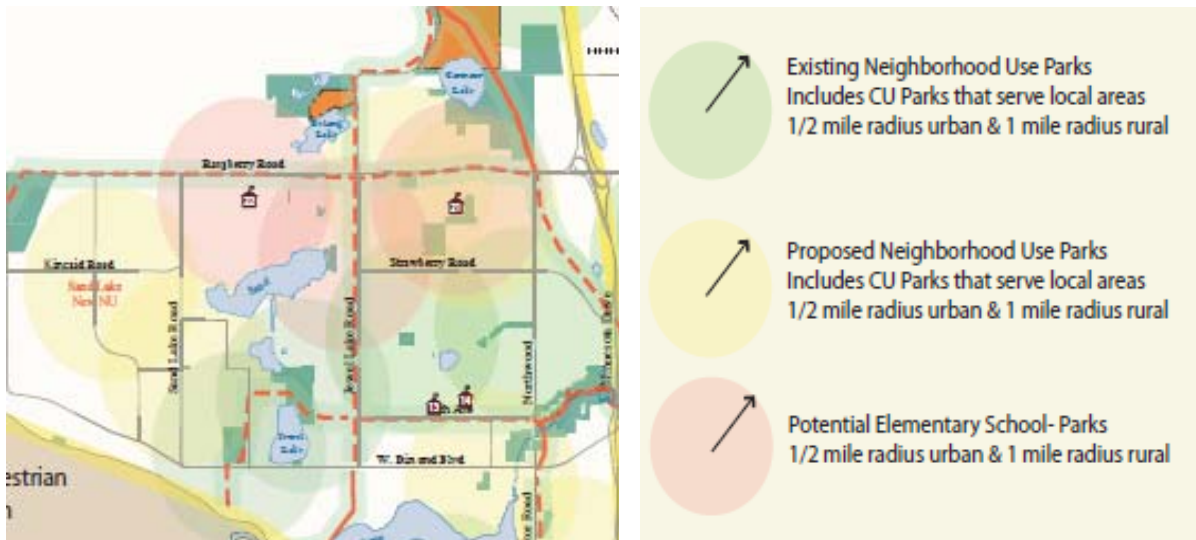 Raspberry Road
Kincaid Road
Sand Lake
New NU
Strawberry Road
Sand Lake Road
Jewel Lake Road
Northwood
W. Dimond Blvd
Jewel
Lake
Sand
Lake
Lake
estrian
n
14
Existing Neighborhood Use Parks
Includes CU Parks that serve local areas
1/2 mile radius urban & 1 mile radius rural
Proposed Neighborhood Use Parks
Includes CU Parks that serve local areas
1/2 mile radius urban & 1 mile radius rural
Potential Elementary School- Parks
1/2 mile radius urban & 1 mile radius rural